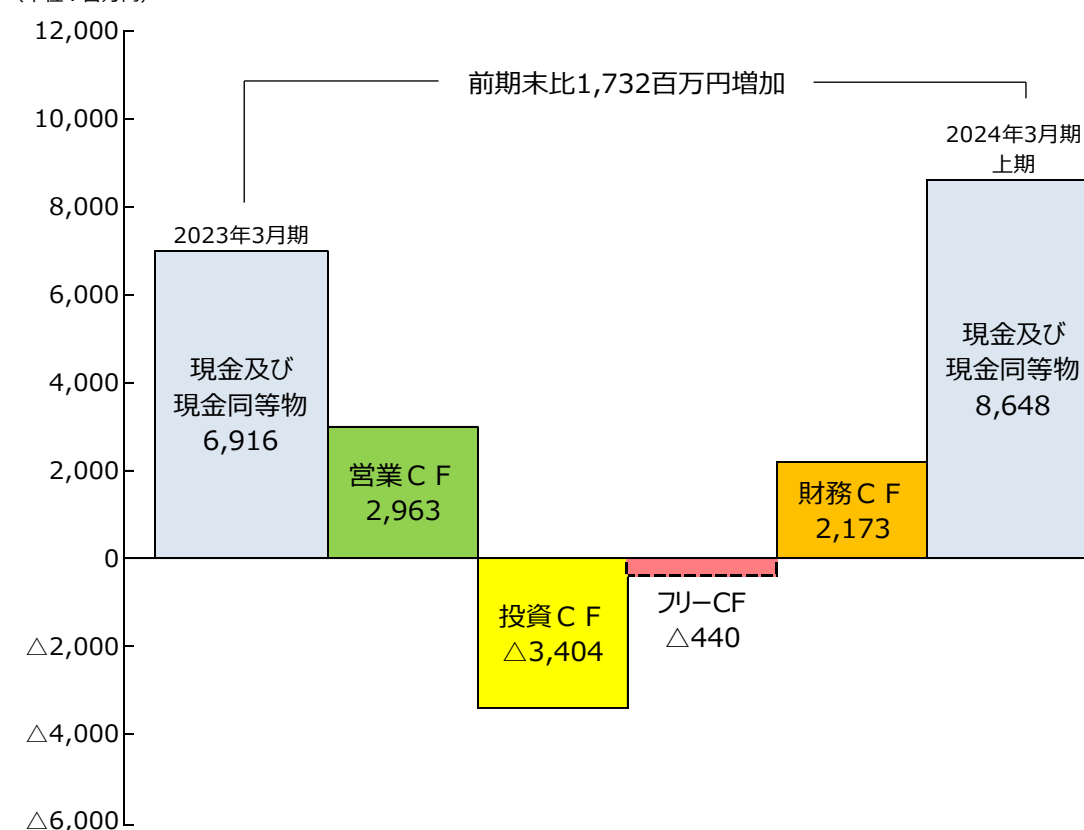 12,000
前期末比1,732百万円増加
10,000
2024年3月期
上期
8,000
2023年3月期
6,000
現金及び
現金同等物
6,916
現金及び
現金同等物
8,648
4,000
2,000
営業ＣＦ
2,963
財務ＣＦ
2,173
0
投資ＣＦ
△3,404
フリーCF
△440
△2,000
△4,000
△6,000